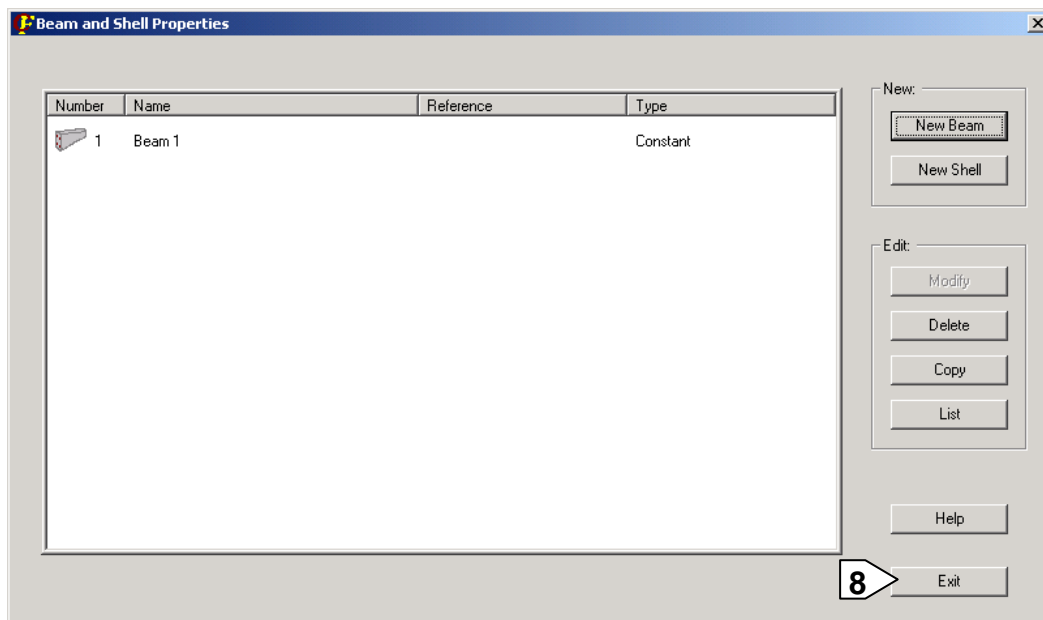 Beam and Shell Properties
Number Name Reference Type
1 Beam 1 Constant
New:
New Beam
New Shell
Edit:
Modify
Delete
Copy
List
Help
8 Exit